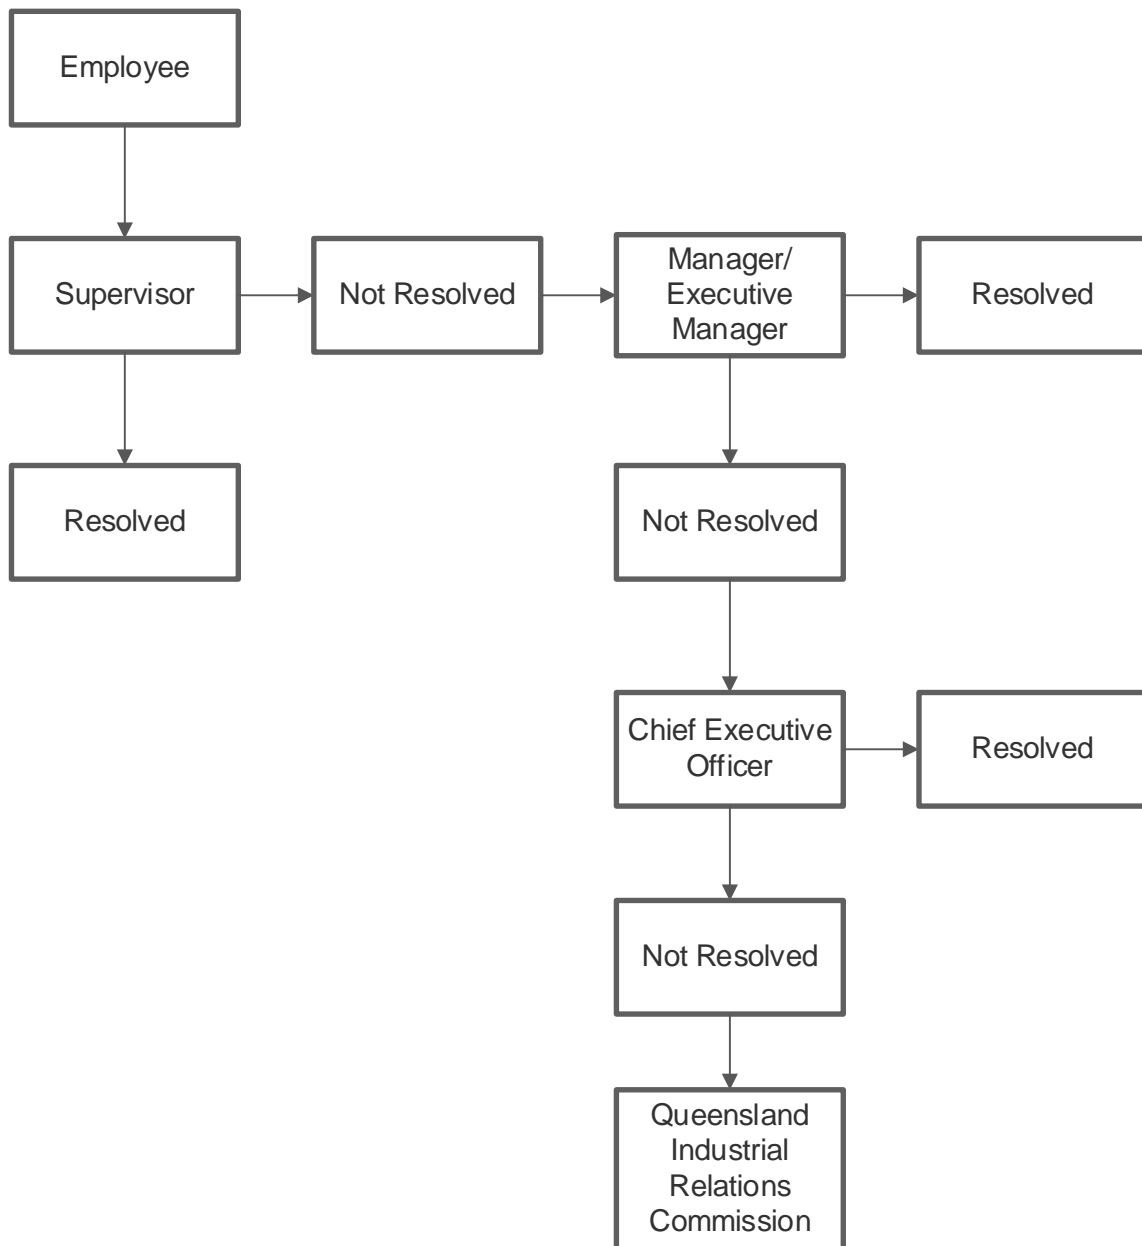 Employee
Supervisor
Not Resolved
Manager/
Executive
Manager
Resolved
Resolved
Not Resolved
Chief Executive
Officer
Resolved
Not Resolved
Queensland
Industrial
Relations
Commission